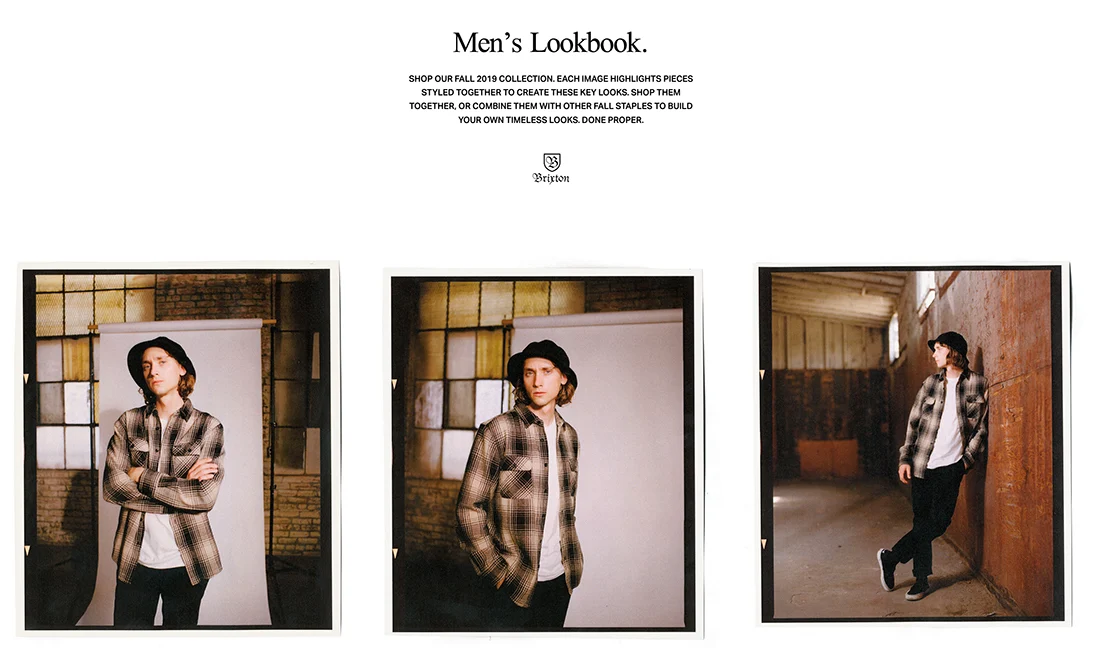 Men's Lookbook.
SHOP OUR FALL 2019 COLLECTION. EACH IMAGE HIGHLIGHTS PIECES
STYLED TOGETHER TO CREATE THESE KEY LOOKS. SHOP THEM
TOGETHER, OR COMBINE THEM WITH OTHER FALL STAPLES TO BUILD
YOUR OWN TIMELESS LOOKS. DONE PROPER.
B
Brixton